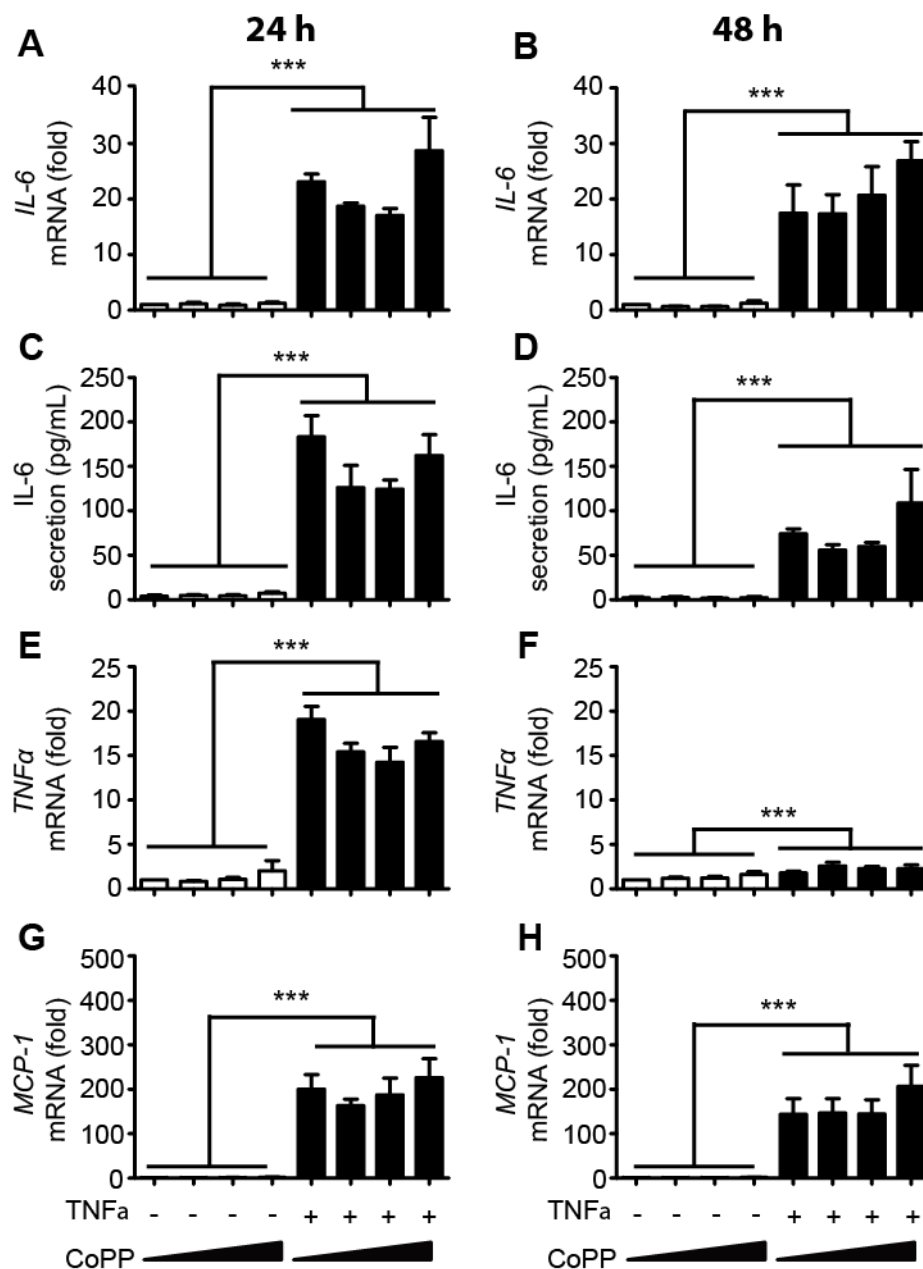 24 h
48 h
A
***
40
30
20
10
0
IL-6
mRNA (fold)
B
***
40
30
20
10
0
IL-6
mRNA (fold)
C
***
250
200
150
100
50
0
IL-6
secretion (pg/mL)
D
***
250
200
150
100
50
0
IL-6
secretion (pg/mL)
E
***
25
20
15
10
5
0
TNFα
mRNA (fold)
F
***
25
20
15
10
5
0
TNFα
mRNA (fold)
G
***
500
400
300
200
100
0
MCP-1
mRNA (fold)
H
***
500
400
300
200
100
0
MCP-1
mRNA (fold)
TNFa - - - - + + + +
CoPP
TNFa - - - - + + + +
CoPP